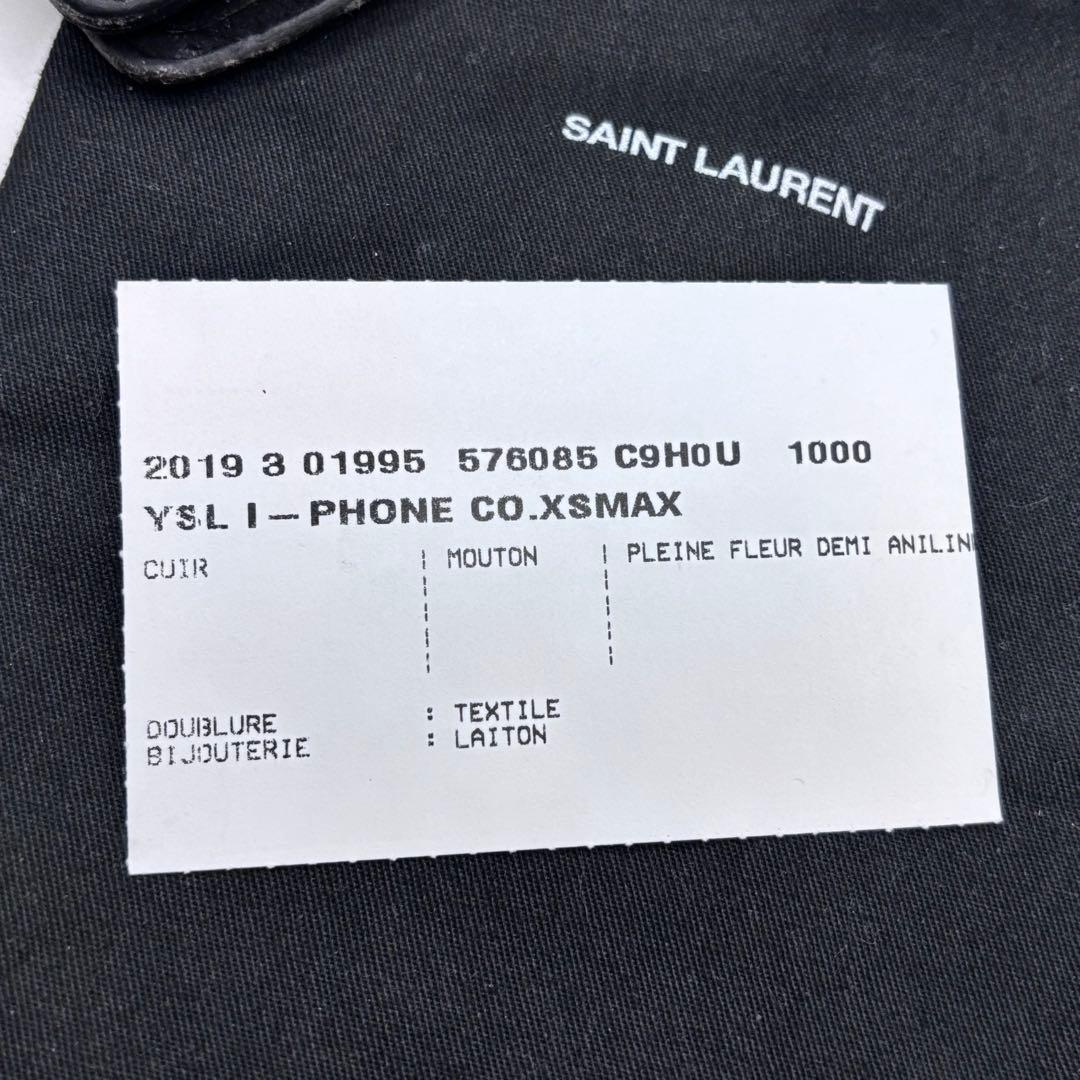 SAINT LAURENT
2019 3 01995 576085 C9H0U 1000
YSL I-PHONE CO.XSMAX
CUIR | MOUTON | PLEINE FLEUR DEMI ANILIN
DOUBLURE : TEXTILE
BIJOUTERIE : LAITON